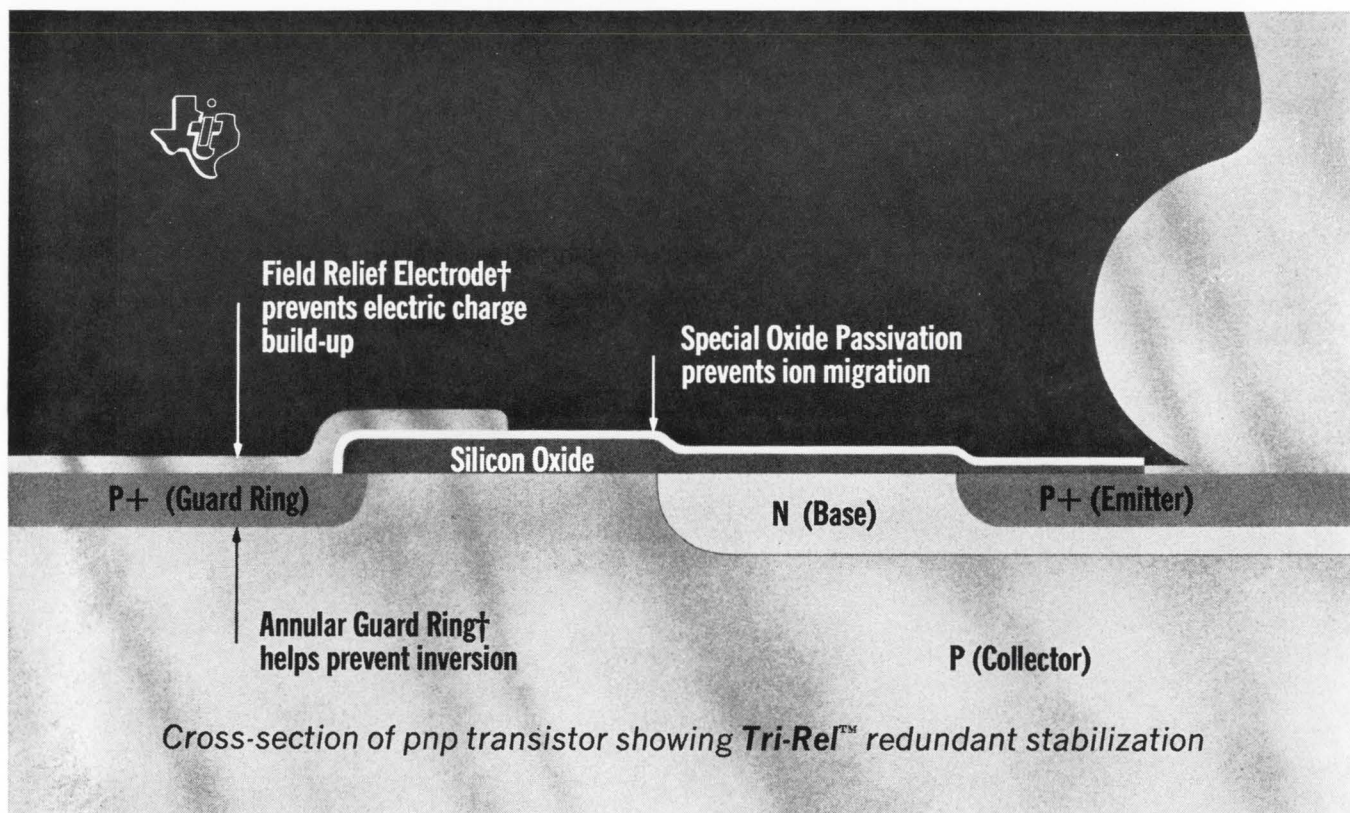 Field Relief Electrode†
prevents electric charge
build-up
Special Oxide Passivation
prevents ion migration
Silicon Oxide
P+ (Guard Ring)
N (Base)
P+ (Emitter)
Annular Guard Ring†
helps prevent inversion
P (Collector)
Cross-section of pnp transistor showing Tri-Rel™ redundant stabilization